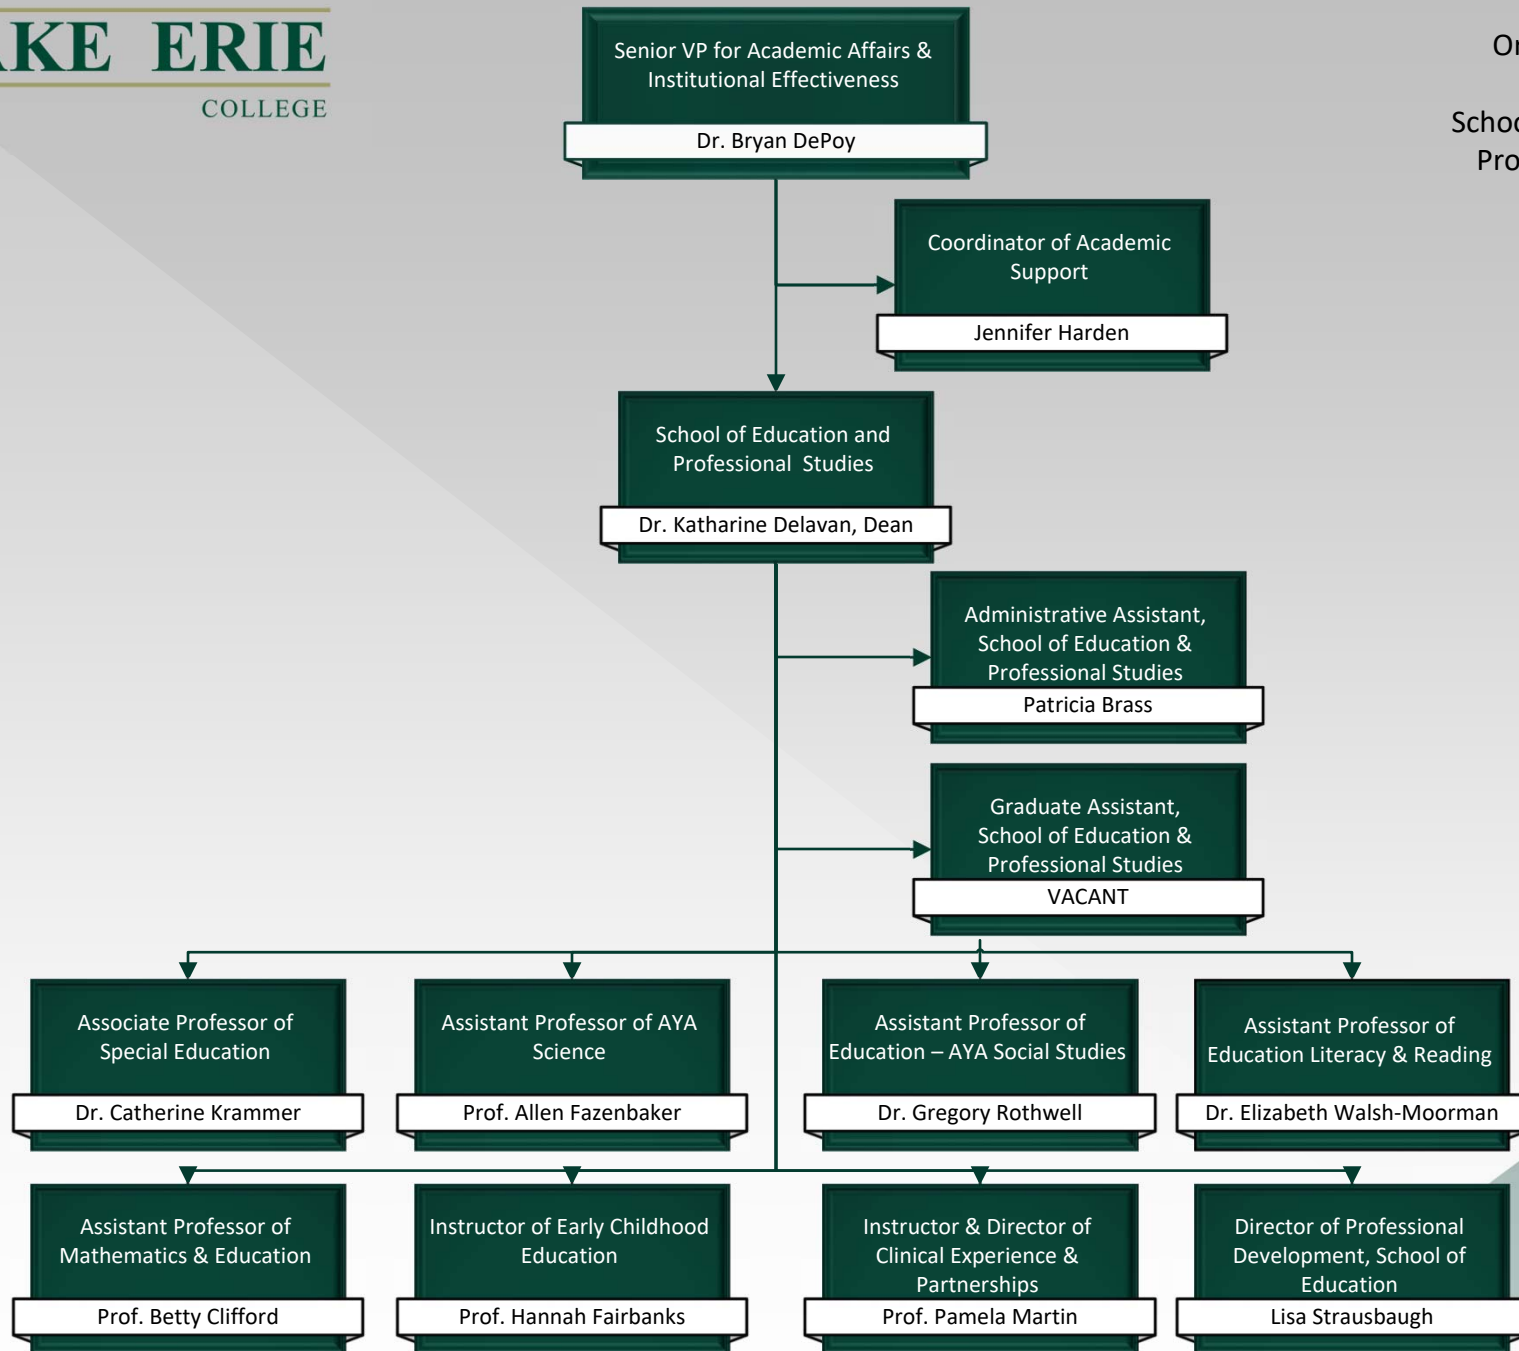 AKE ERIE
COLLEGE
Senior VP for Academic Affairs &
Institutional Effectiveness
Dr. Bryan DePoy
Coordinator of Academic
Support
Jennifer Harden
School of Education and
Professional Studies
Dr. Katharine Delavan, Dean
Administrative Assistant,
School of Education &
Professional Studies
Patricia Brass
Graduate Assistant,
School of Education &
Professional Studies
VACANT
Associate Professor of
Special Education
Dr. Catherine Krammer
Assistant Professor of AYA
Science
Prof. Allen Fazenbaker
Assistant Professor of
Education – AYA Social Studies
Dr. Gregory Rothwell
Assistant Professor of
Education Literacy & Reading
Dr. Elizabeth Walsh-Moorman
Assistant Professor of
Mathematics & Education
Prof. Betty Clifford
Instructor of Early Childhood
Education
Prof. Hannah Fairbanks
Instructor & Director of
Clinical Experience &
Partnerships
Prof. Pamela Martin
Director of Professional
Development, School of
Education
Lisa Strausbaugh